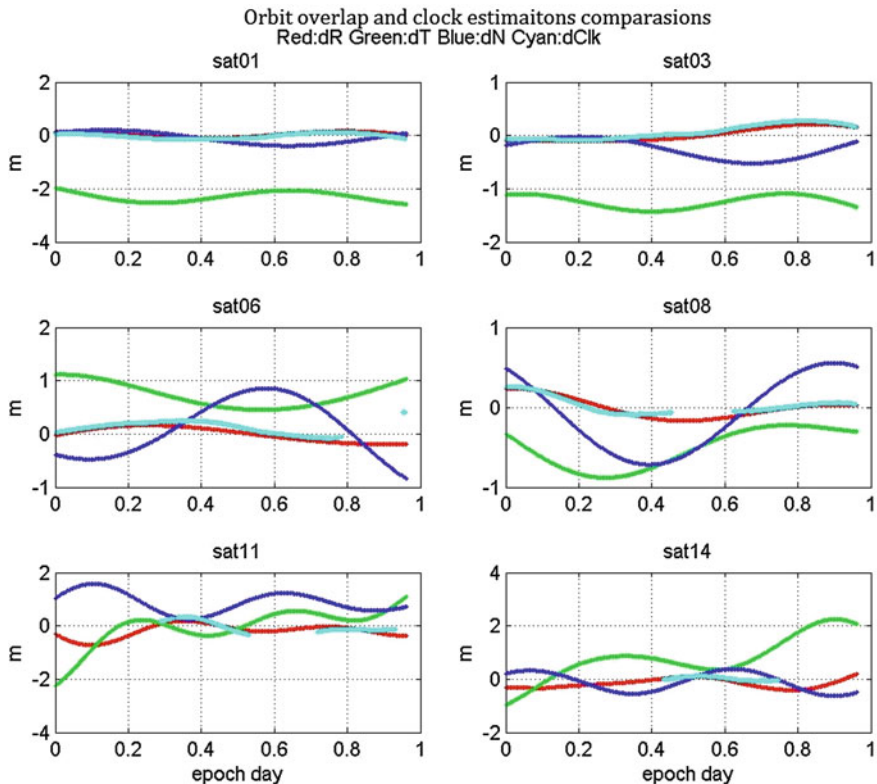 Orbit overlap and clock estimaitons comparasions
Red:dR Green:dT Blue:dN Cyan:dClk
sat01
sat03
2
0
-2
-4
m
0 0.2 0.4 0.6 0.8 1
2
1
0
-1
-2
m
0 0.2 0.4 0.6 0.8 1
sat06
sat08
2
1
0
-1
m
0 0.2 0.4 0.6 0.8 1
1
0
-1
m
0 0.2 0.4 0.6 0.8 1
sat11
sat14
2
0
-2
-4
m
0 0.2 0.4 0.6 0.8 1
epoch day
4
2
0
-2
m
0 0.2 0.4 0.6 0.8 1
epoch day